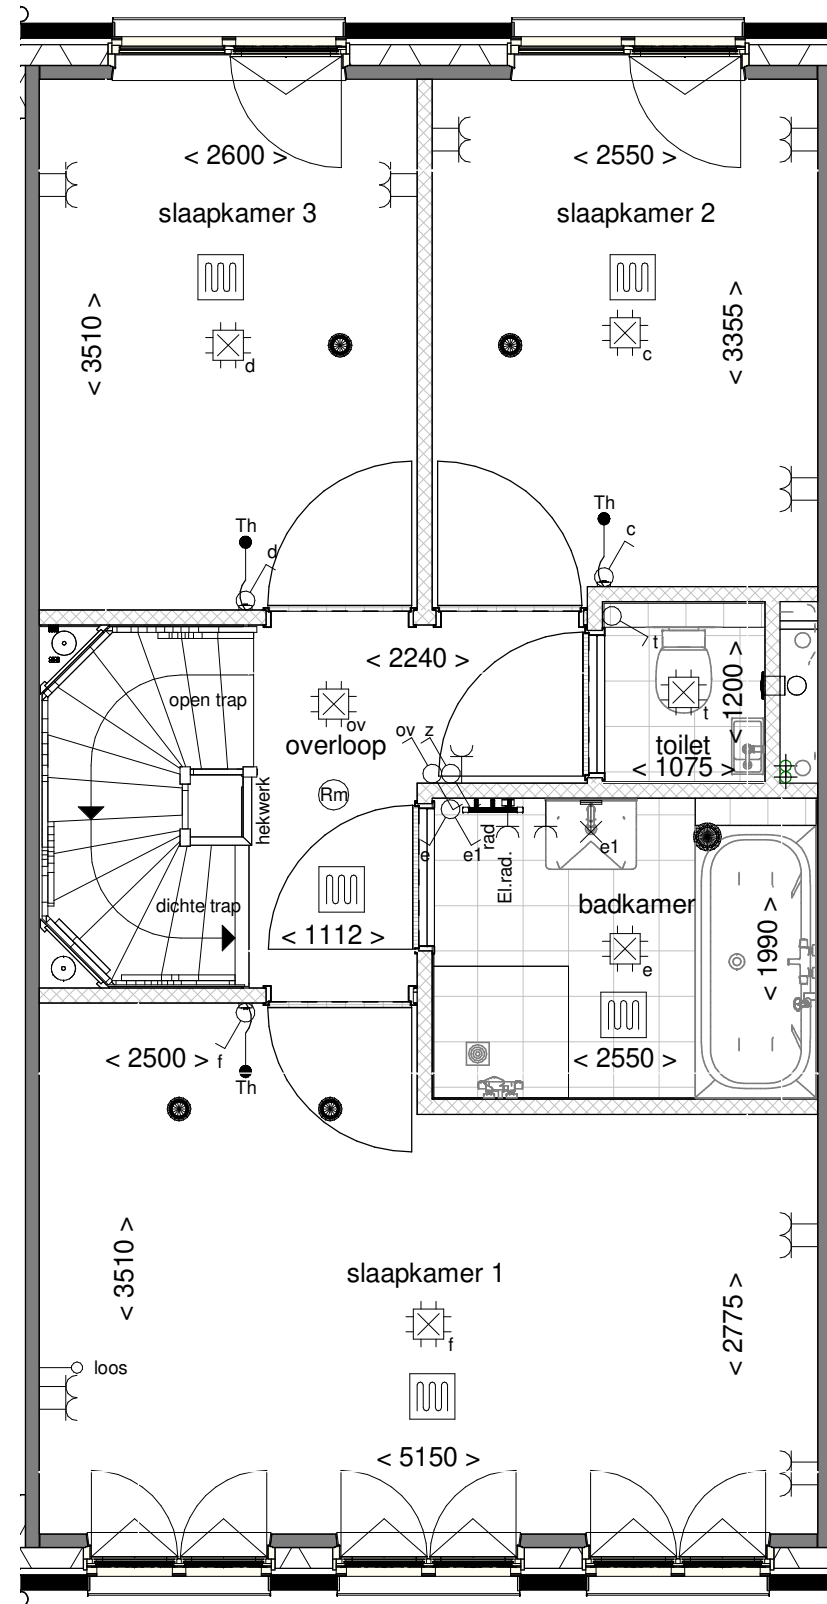 < 2600 >
< 2550 >
slaapkamer 3
slaapkamer 2
< 3510 >
< 3355 >
d
c
Th
d
Th
c
< 2240 >
t
< 1200 >
open trap
ov
t
overloop
ov z
toilet
< 1075 >
hekwerk
Rm
rad
e
e1
El.rad.
e1
dichte trap
badkamer
< 1990 >
< 1112 >
e
< 2500 >
f
< 2550 >
Th
< 3510 >
slaapkamer 1
< 2775 >
f
loos
< 5150 >